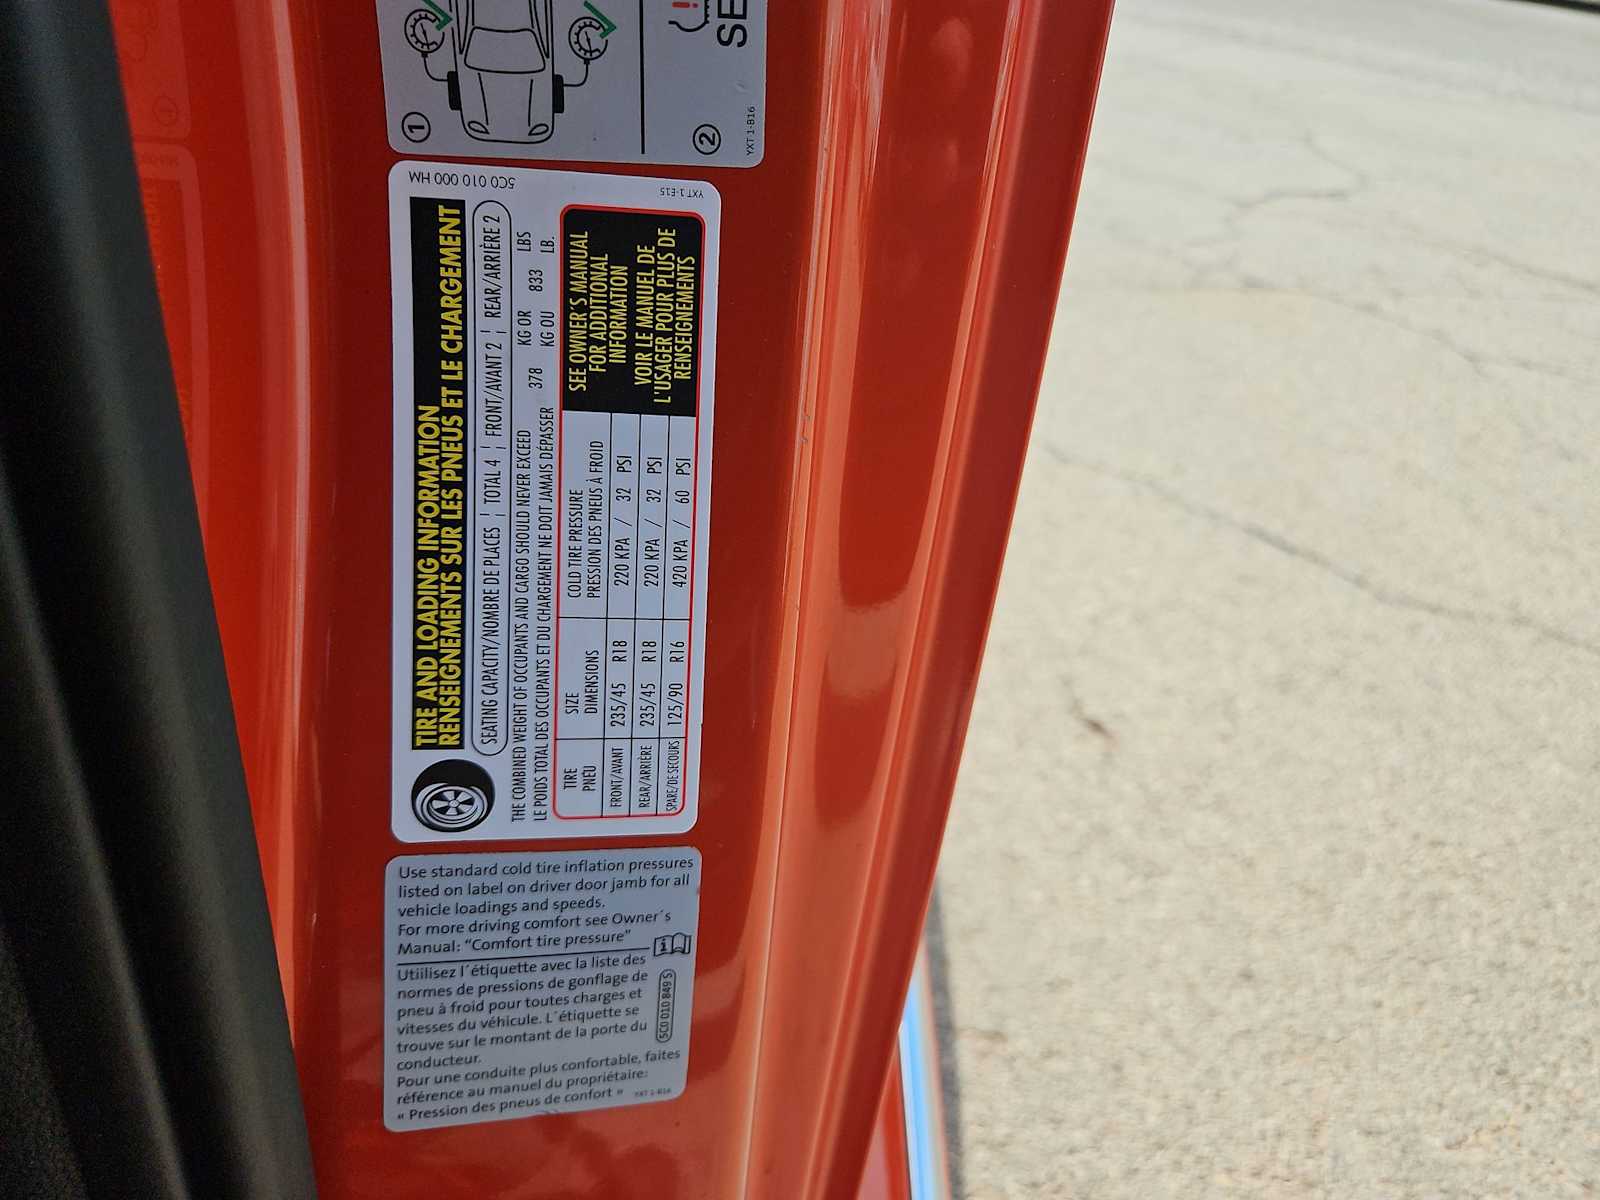 1
2
SE
YXT 1-B16
5C0 010 000 HM
YXT 1-E15
TIRE AND LOADING INFORMATION
RENSEIGNEMENTS SUR LES PNEUS ET LE CHARGEMENT
SEATING CAPACITY/NOMBRE DE PLACES ¦ TOTAL 4 ¦ FRONT/AVANT 2 ¦ REAR/ARRIÈRE 2
THE COMBINED WEIGHT OF OCCUPANTS AND CARGO SHOULD NEVER EXCEED 378 KG OR 833 LBS
LE POIDS TOTAL DES OCCUPANTS ET DU CHARGEMENT NE DOIT JAMAIS DÉPASSER KG OU LB.
TIRE SIZE COLD TIRE PRESSURE
PNEU DIMENSIONS PRESSION DES PNEUS À FROID
FRONT/AVANT 235/45 R18 220 KPA / 32 PSI
REAR/ARRIÈRE 235/45 R18 220 KPA / 32 PSI
SPARE/DE SECOURS 125/90 R16 420 KPA / 60 PSI
SEE OWNER'S MANUAL
FOR ADDITIONAL
INFORMATION
VOIR LE MANUEL DE
L'USAGER POUR PLUS DE
RENSEIGNEMENTS
Use standard cold tire inflation pressures
listed on label on driver door jamb for all
vehicle loadings and speeds.
For more driving comfort see Owner´s
Manual: “Comfort tire pressure”
Utiilisez l´étiquette avec la liste des
normes de pressions de gonflage de
pneu à froid pour toutes charges et
vitesses du véhicule. L´étiquette se
trouve sur le montant de la porte du
conducteur.
Pour une conduite plus confortable, faites
référence au manuel du propriétaire:
« Pression des pneus de confort »
5C0 010 849 S
YXT 1-B16